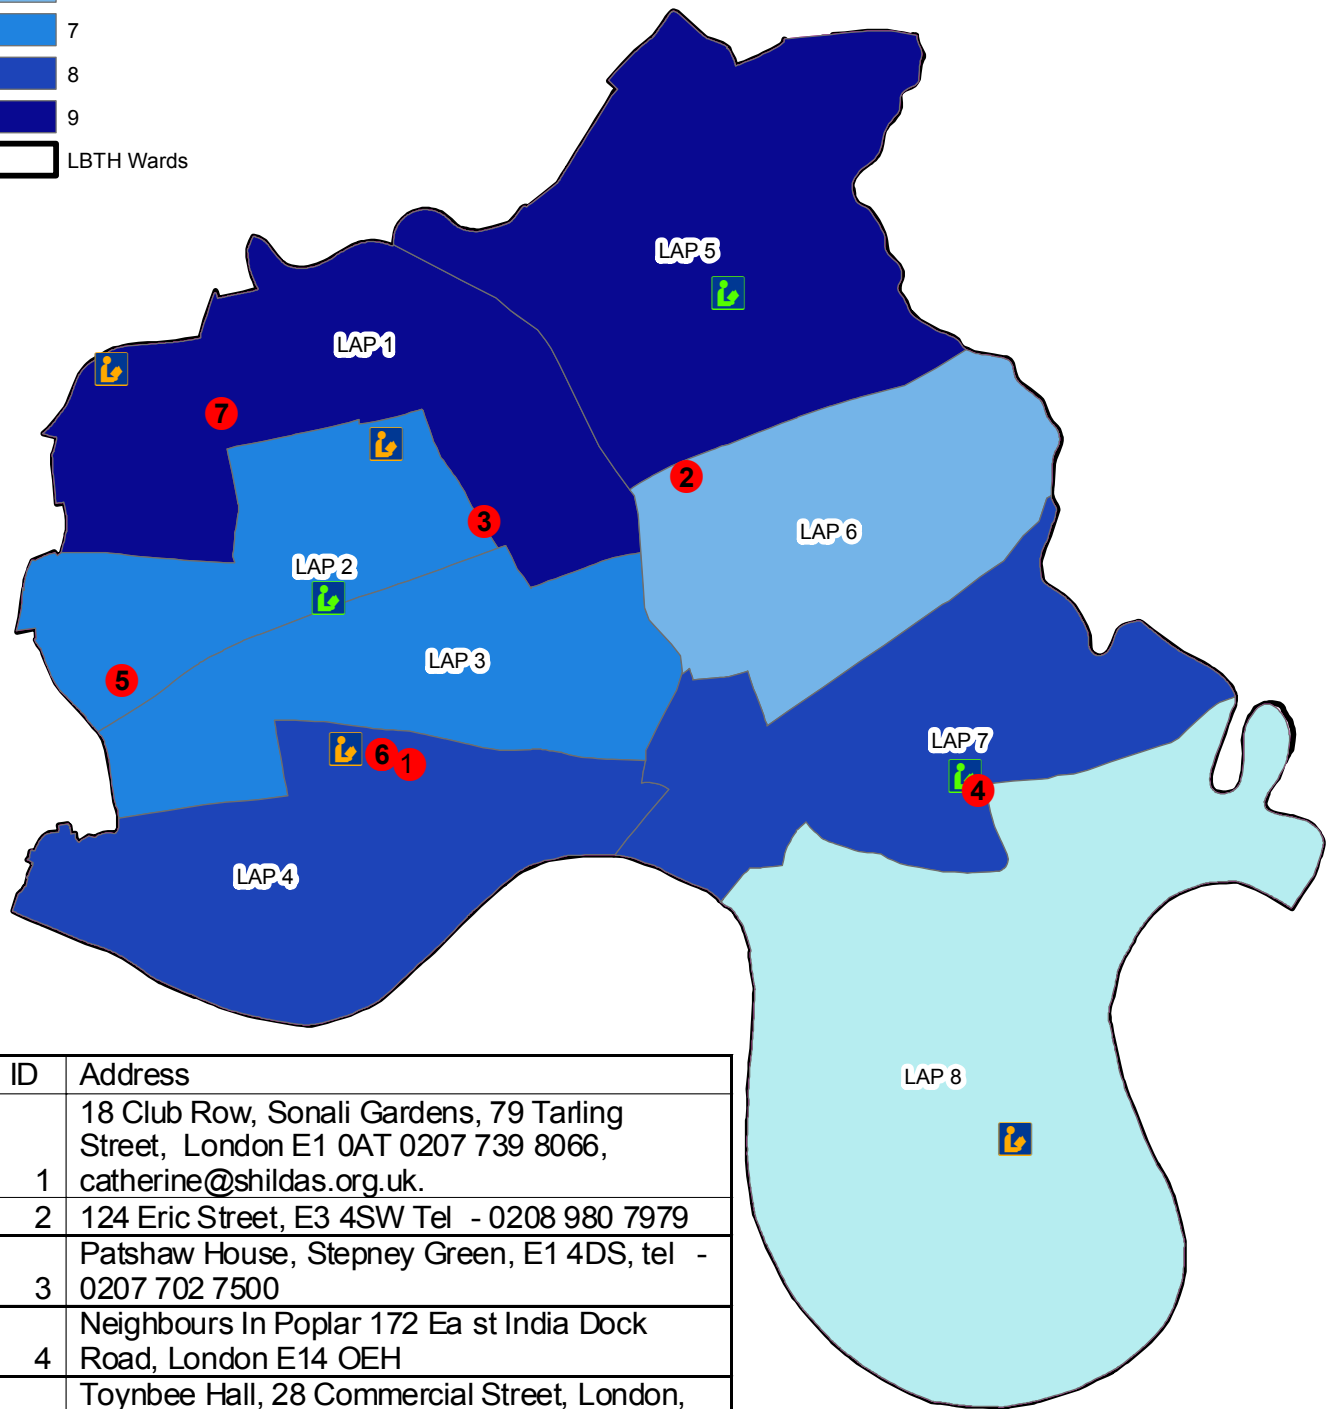 7
8
9
LBTH Wards
LAP 5
LAP 1
7
2
3
LAP 6
LAP 2
LAP 3
5
LAP 7
6
1
4
LAP 4
LAP 8
ID Address
18 Club Row, Sonali Gardens, 79 Tarling
Street, London E1 0AT 0207 739 8066,
1 catherine@shildas.org.uk.
2 124 Eric Street, E3 4SW Tel - 0208 980 7979
Patshaw House, Stepney Green, E1 4DS, tel -
3 0207 702 7500
Neighbours In Poplar 172 Ea st India Dock
4 Road, London E14 OEH
Toynbee Hall, 28 Commercial Street, London,